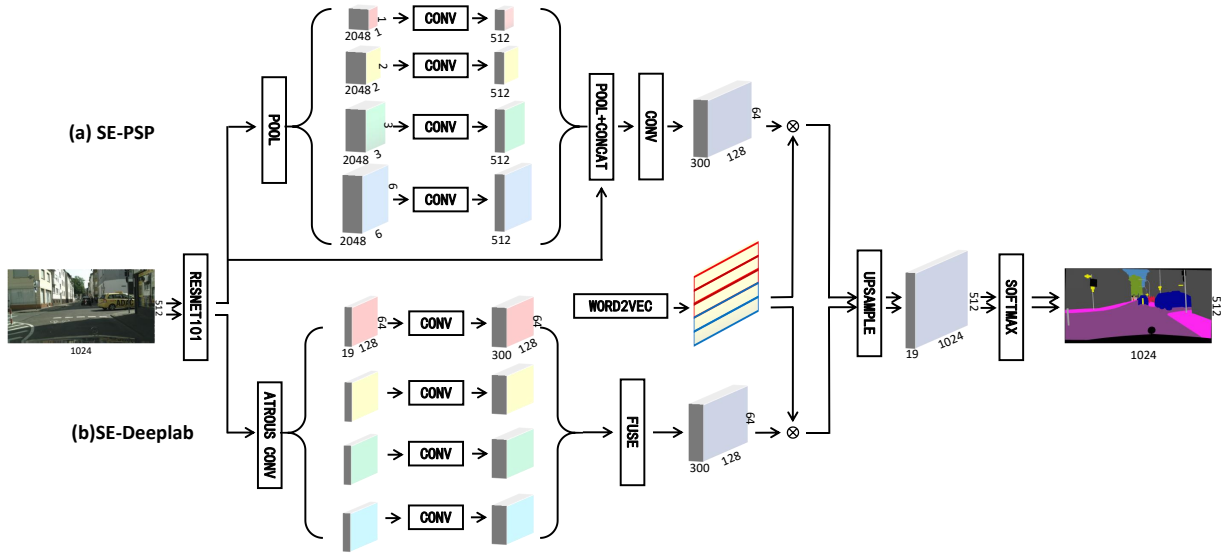 (a) SE-PSP
POOL
2048
1
1
CONV
512
2048
2
2
CONV
512
2048
3
3
CONV
512
2048
6
6
CONV
512
POOL+CONCAT
CONV
300
128
64
⊗
1024
512
RESNET101
WORD2VEC
UPSAMPLE
19
1024
512
SOFTMAX
1024
512
(b)SE-Deeplab
ATROUS CONV
19
128
64
CONV
300
128
64
CONV
CONV
CONV
FUSE
300
128
64
⊗